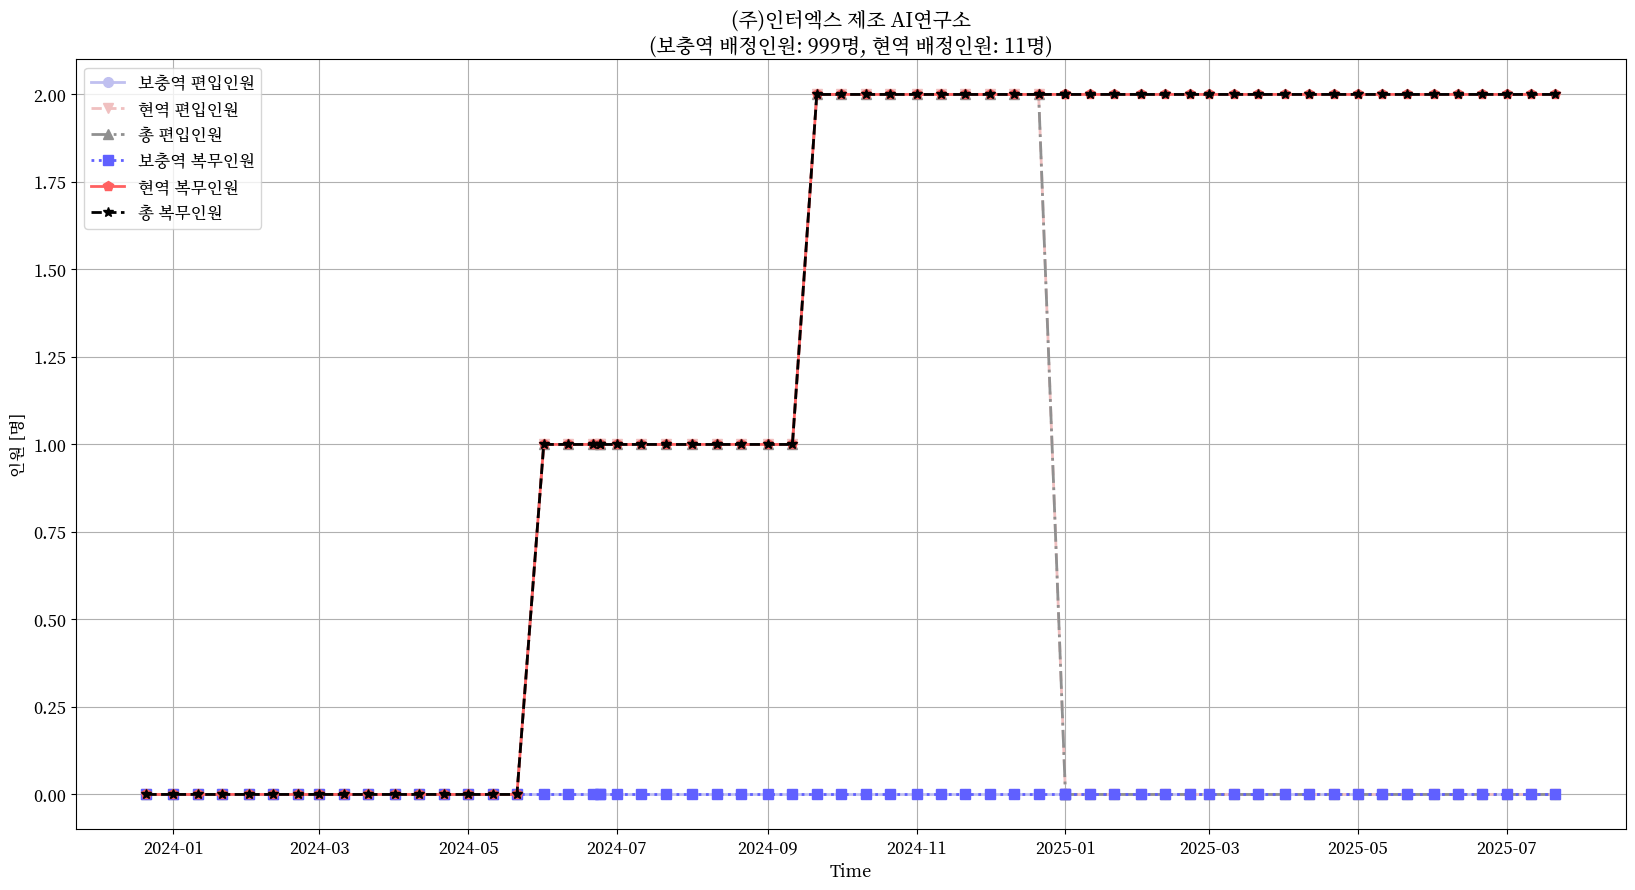 (주)인터엑스 제조 AI연구소
(보충역 배정인원: 999명, 현역 배정인원: 11명)
보충역 편입인원
현역 편입인원
총 편입인원
보충역 복무인원
현역 복무인원
총 복무인원
2.00
1.75
1.50
1.25
1.00
0.75
0.50
0.25
0.00
인원 [명]
2024-01 2024-03 2024-05 2024-07 2024-09 2024-11 2025-01 2025-03 2025-05 2025-07
Time